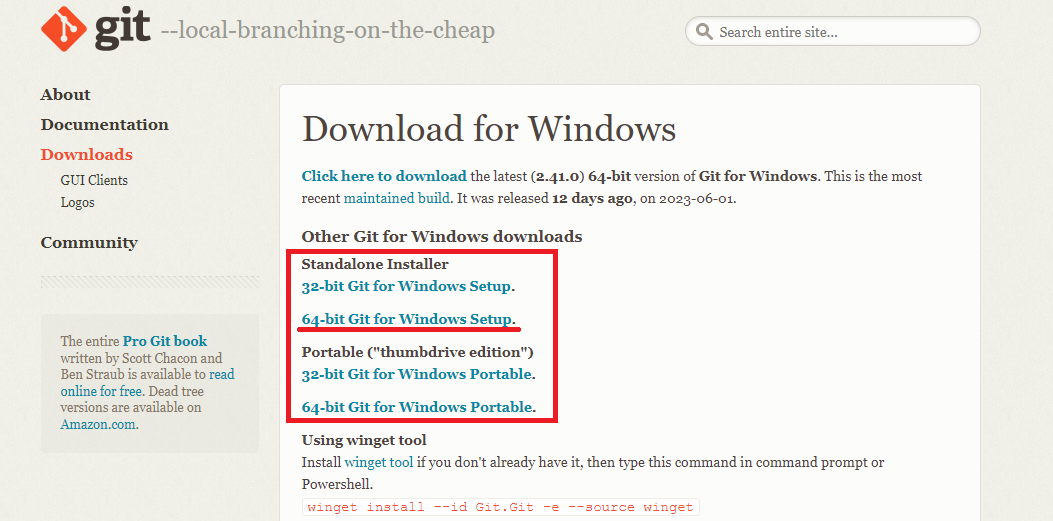 git --local-branching-on-the-cheap
Search entire site...
About
Documentation
Downloads
GUI Clients
Logos
Community
The entire Pro Git book
written by Scott Chacon and
Ben Straub is available to read
online for free. Dead tree
versions are available on
Amazon.com.
Download for Windows
Click here to download the latest (2.41.0) 64-bit version of Git for Windows. This is the most
recent maintained build. It was released 12 days ago, on 2023-06-01.
Other Git for Windows downloads
Standalone Installer
32-bit Git for Windows Setup.
64-bit Git for Windows Setup.
Portable ("thumbdrive edition")
32-bit Git for Windows Portable.
64-bit Git for Windows Portable.
Using winget tool
Install winget tool if you don't already have it, then type this command in command prompt or
Powershell.
winget install --id Git.Git -e --source winget